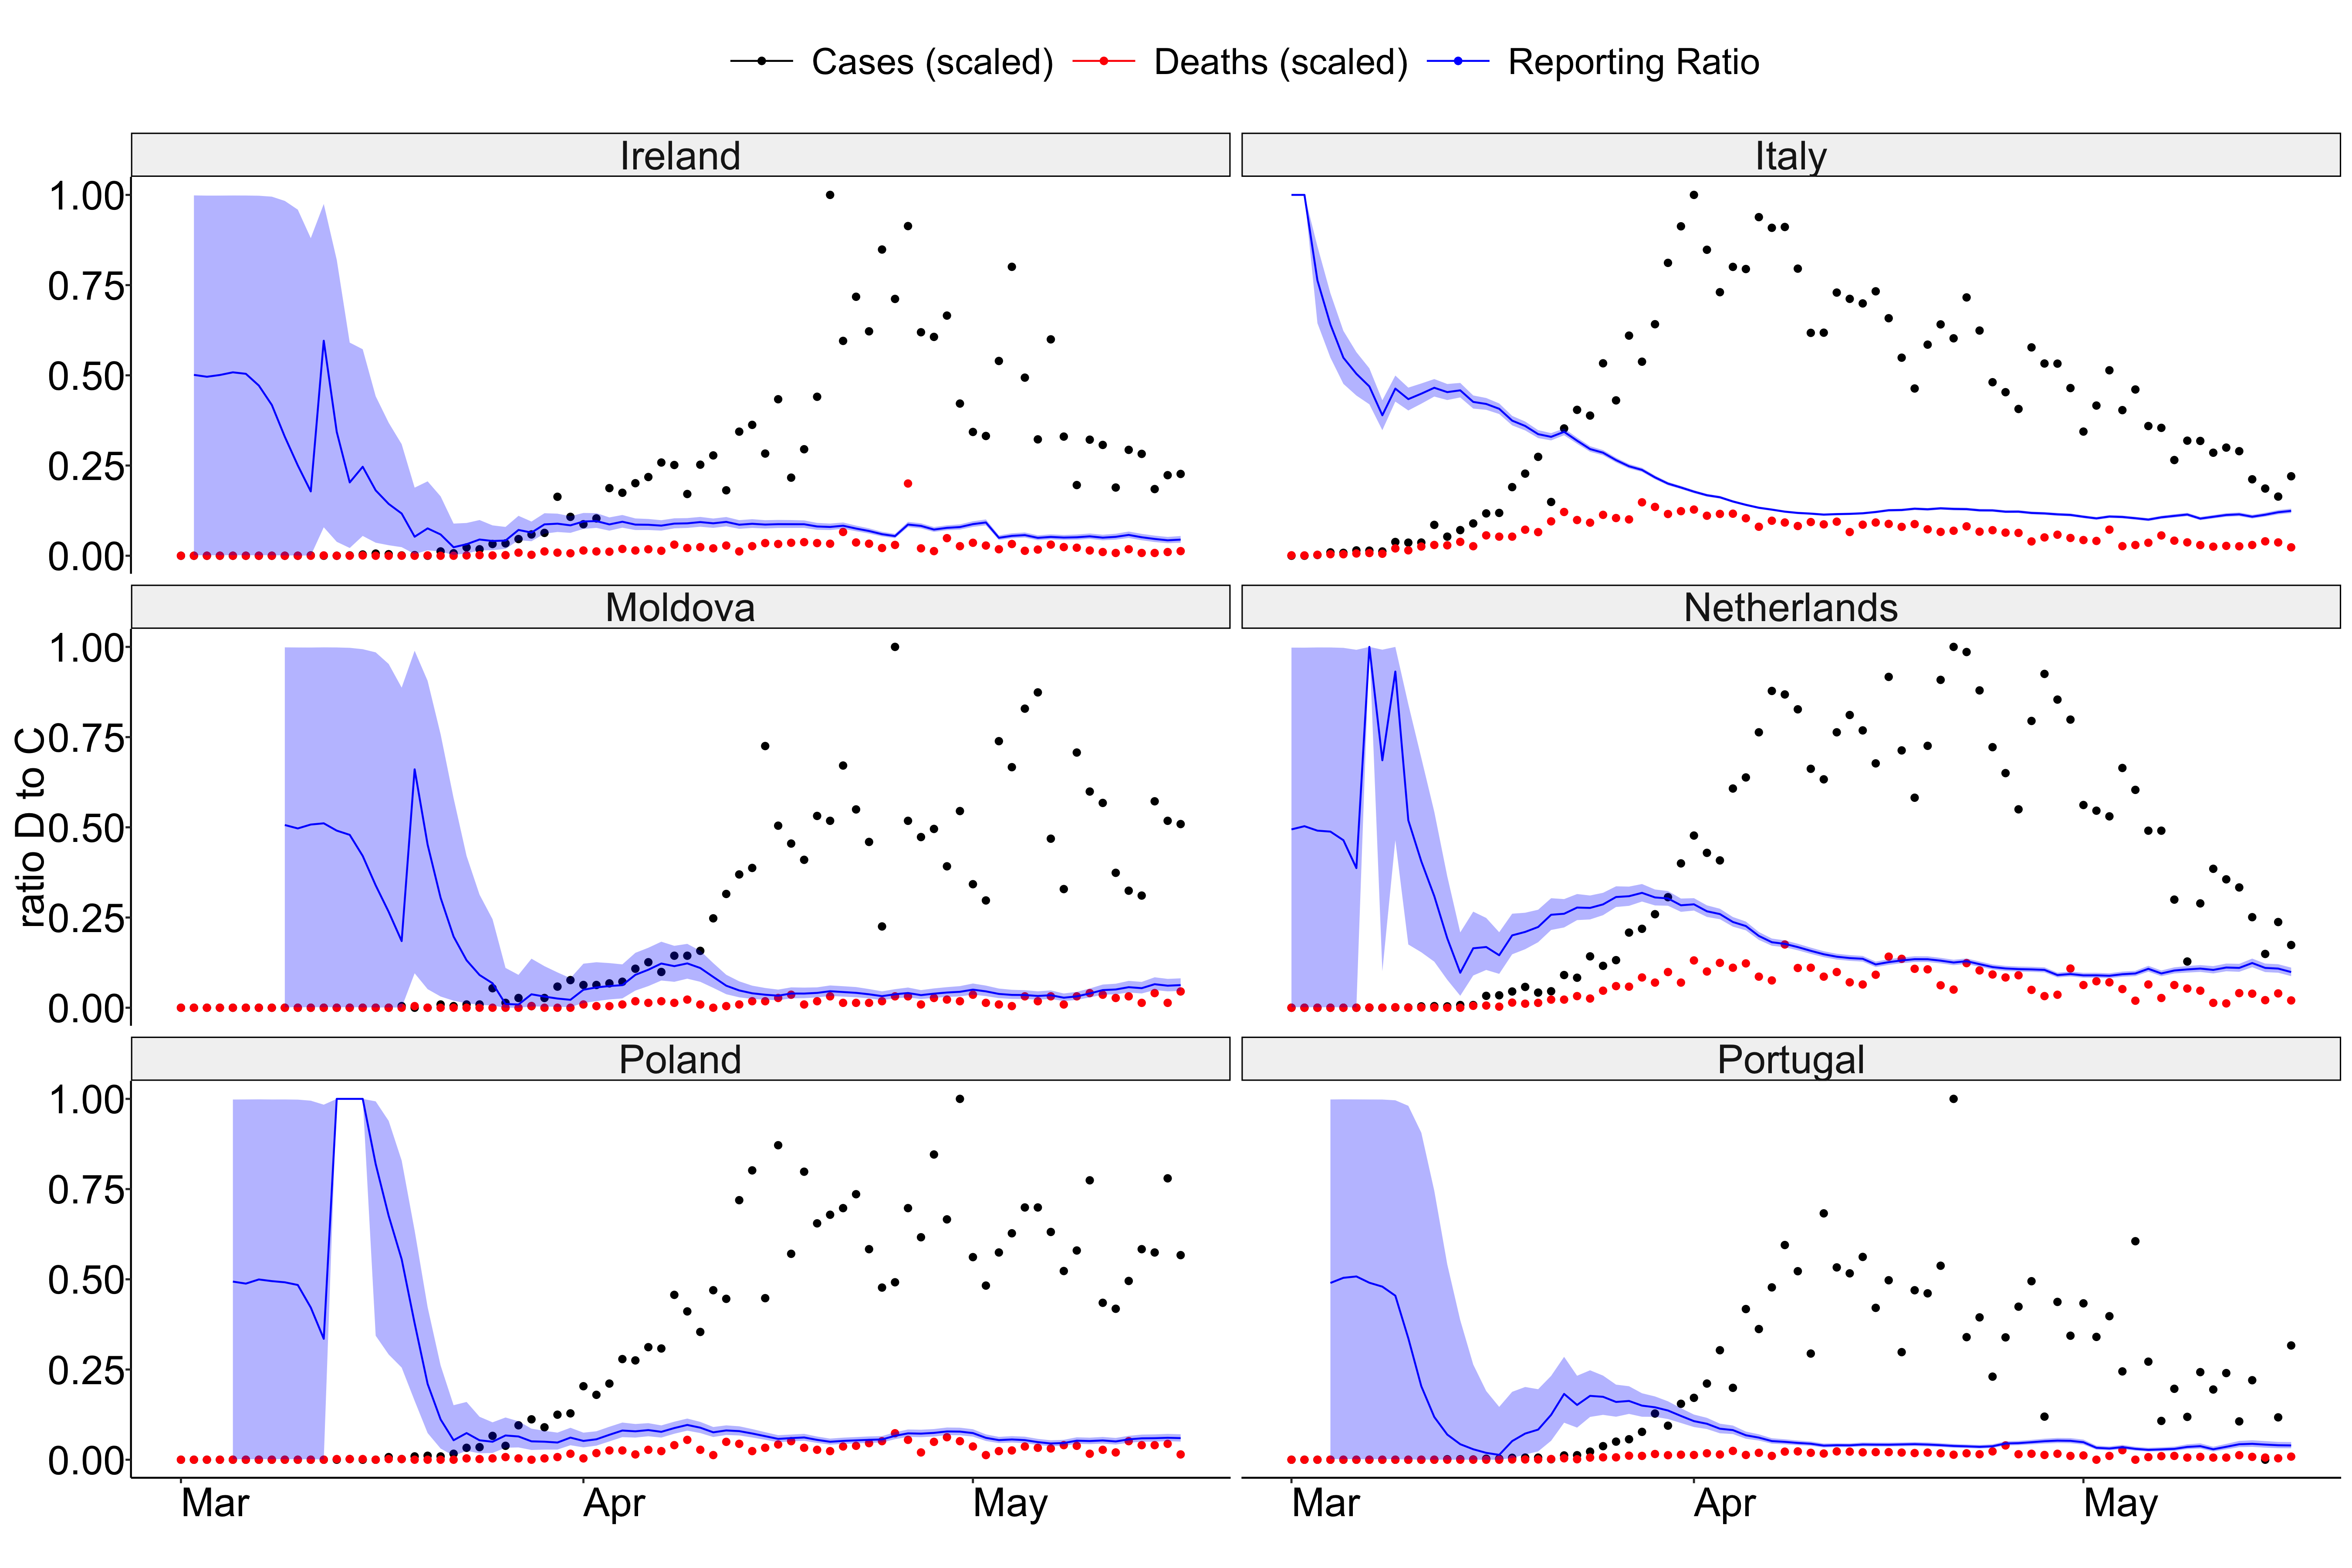 Cases (scaled) Deaths (scaled) Reporting Ratio
Ireland Italy
1.00
0.75
0.50
0.25
0.00
Moldova Netherlands
1.00
0.75
0.50
0.25
0.00
ratio D to C
Poland Portugal
1.00
0.75
0.50
0.25
0.00
Mar Apr May Mar Apr May